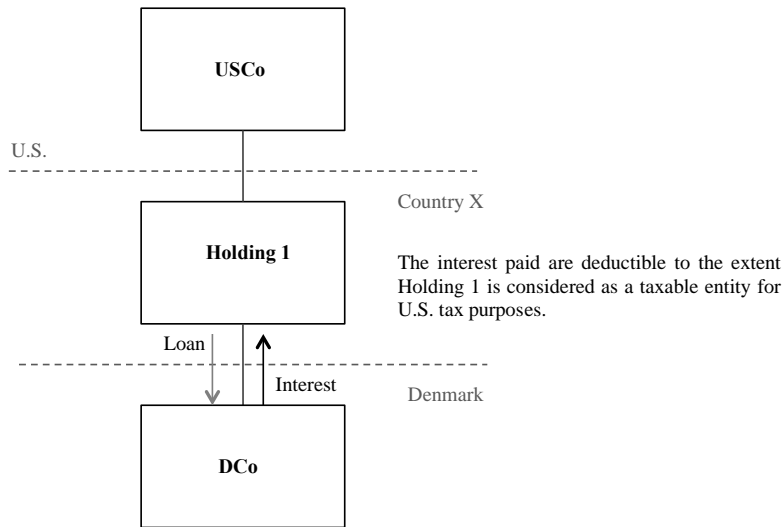 USCo
U.S.
Country X
Holding 1
The interest paid are deductible to the extent
Holding 1 is considered as a taxable entity for
U.S. tax purposes.
Loan
Interest
Denmark
DCo